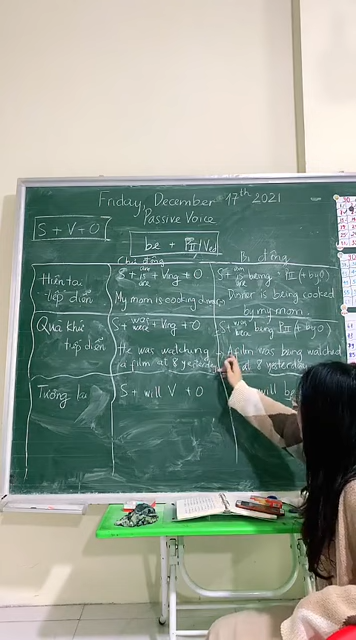 Friday, December 17th 2021
Passive Voice
S + V + O
be + PII / Ved
Chủ động
Bị động
Hiện tại
tiếp diễn
S + am is are + Ving + O
My mom is cooking dinner
S + am is are being + PII (+ by O)
Dinner is being cooked
by my mom.
Quá khứ
tiếp diễn
S + was were + Ving + O
He was watching
a film at 8 yesterday
S + was were being PII (+ by O)
A film was being watched
at 8 yesterday
Tương lai
S + will V + O
will be